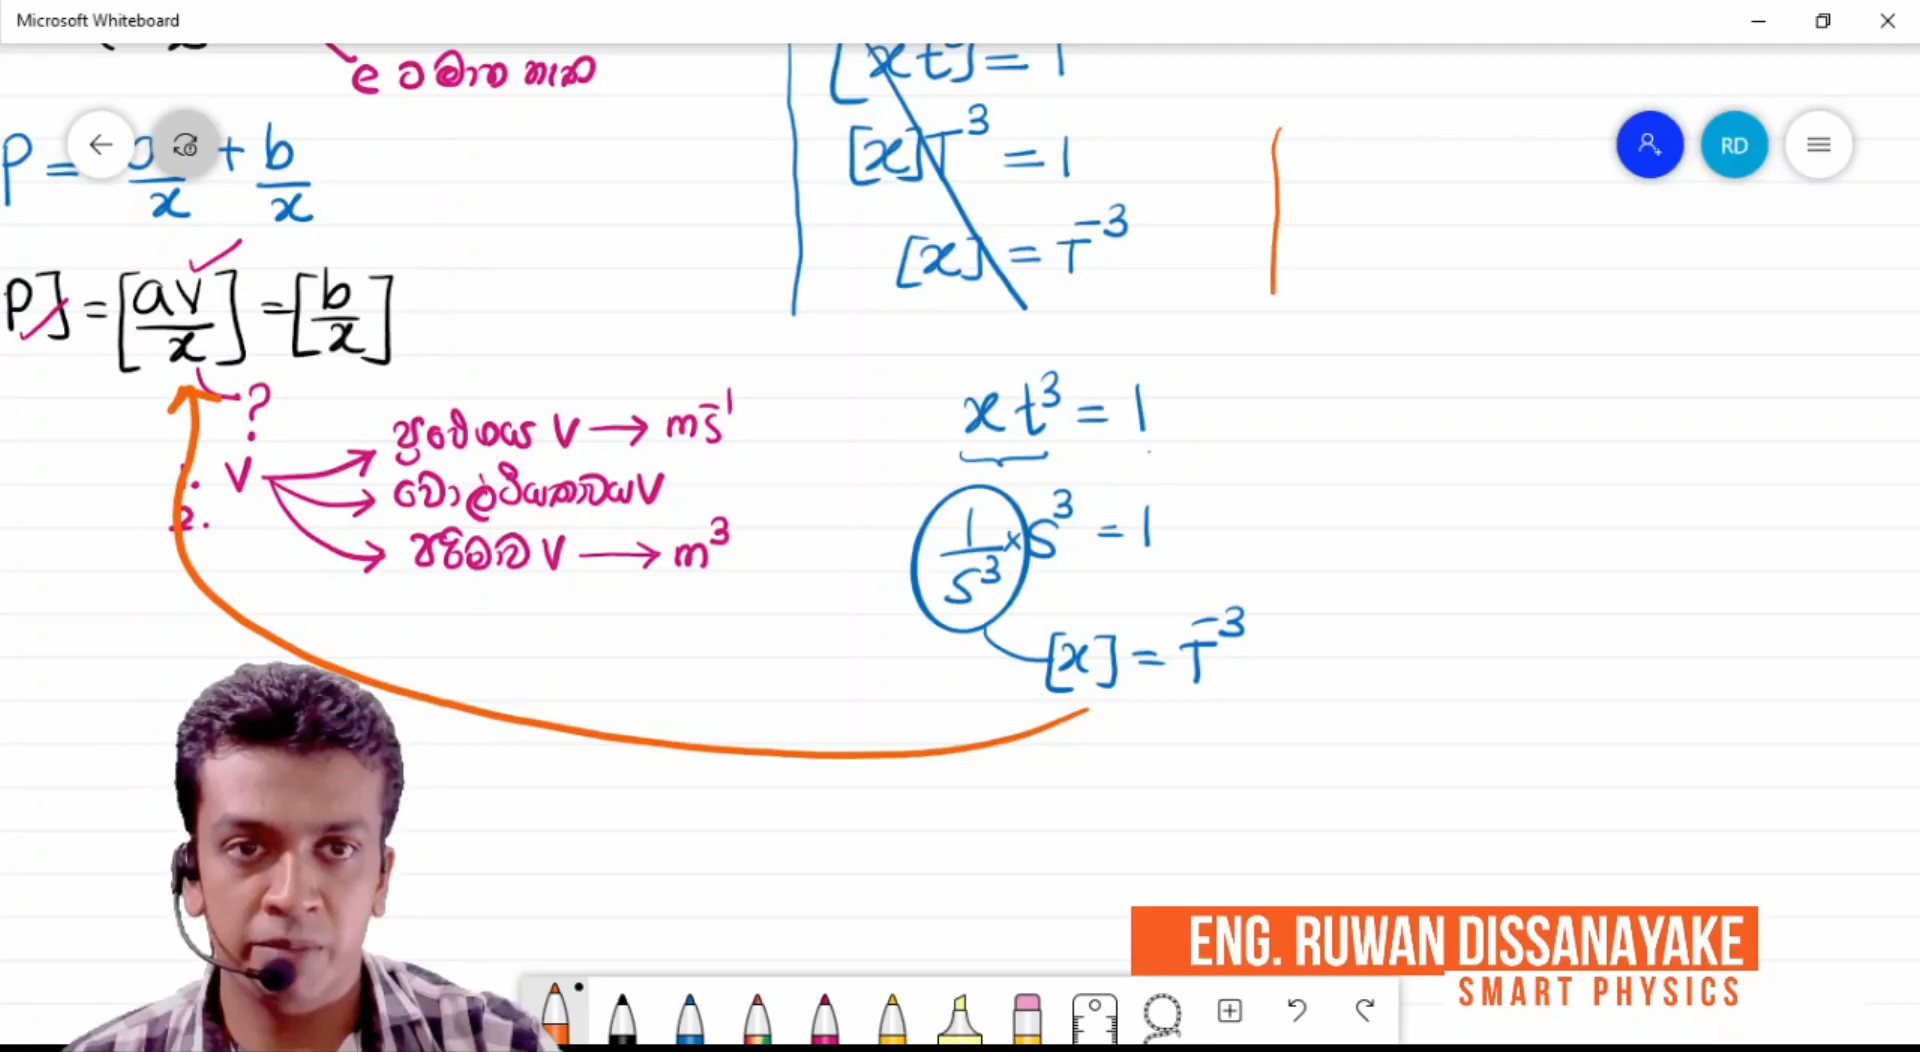 Microsoft Whiteboard
ට මාන නැත
P = + b/x
x
P] = [av/x] = [b/x]
?
V
ප්‍රවේගය V → ms⁻¹
වෝල්ටීයතාවය V
පරිමාව V → m³
2.
[xt³] = 1
[x]T³ = 1
[x] = T⁻³
xt³ = 1
1/s³ × s³ = 1
[x] = T⁻³
RD
ENG. RUWAN DISSANAYAKE
SMART PHYSICS